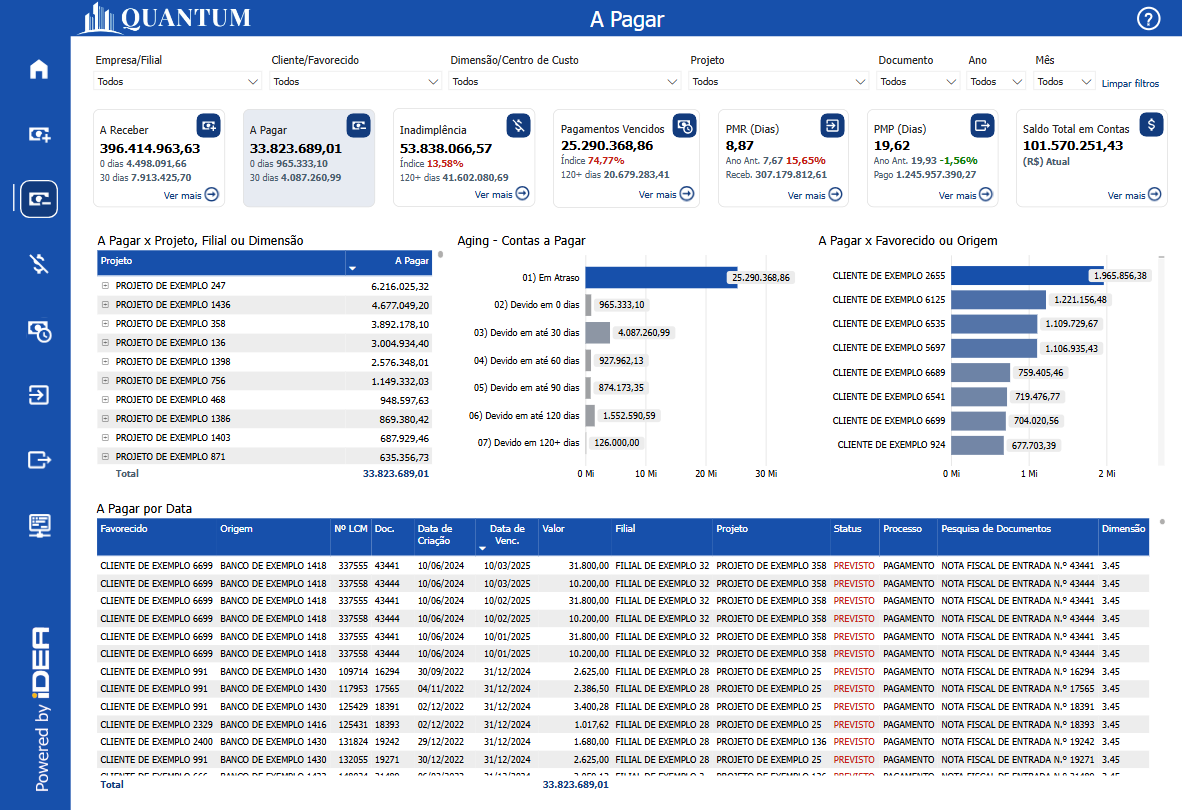 QUANTUM
A Pagar
?
Empresa/Filial Cliente/Favorecido Dimensão/Centro de Custo Projeto Documento Ano Mês
Todos Todos Todos Todos Todos Todos Todos Limpar filtros
A Receber
396.414.963,63
0 dias 4.498.091,66
30 dias 7.913.425,70
Ver mais
A Pagar
33.823.689,01
0 dias 965.333,10
30 dias 4.087.260,99
Inadimplência
53.838.066,57
Índice 13,58%
120+ dias 41.602.080,69
Ver mais
Pagamentos Vencidos
25.290.368,86
Índice 74,77%
120+ dias 20.679.283,41
Ver mais
PMR (Dias)
8,87
Ano Ant. 7,67 15,65%
Receb. 307.179.812,61
Ver mais
PMP (Dias)
19,62
Ano Ant. 19,93 -1,56%
Pago 1.245.957.390,27
Ver mais
Saldo Total em Contas
$
101.570.251,43
(R$) Atual
Ver mais
A Pagar x Projeto, Filial ou Dimensão
Projeto A Pagar
PROJETO DE EXEMPLO 247 6.216.025,32
PROJETO DE EXEMPLO 1436 4.677.049,20
PROJETO DE EXEMPLO 358 3.892.178,10
PROJETO DE EXEMPLO 136 3.004.934,40
PROJETO DE EXEMPLO 1398 2.576.348,01
PROJETO DE EXEMPLO 756 1.149.332,03
PROJETO DE EXEMPLO 468 948.597,63
PROJETO DE EXEMPLO 1386 869.380,42
PROJETO DE EXEMPLO 1403 687.929,46
PROJETO DE EXEMPLO 871 635.356,73
Total 33.823.689,01
Aging - Contas a Pagar
01) Em Atraso 25.290.368,86
02) Devido em 0 dias 965.333,10
03) Devido em até 30 dias 4.087.260,99
04) Devido em até 60 dias 927.962,13
05) Devido em até 90 dias 874.173,35
06) Devido em até 120 dias 1.552.590,59
07) Devido em 120+ dias 126.000,00
0 Mi 10 Mi 20 Mi 30 Mi
A Pagar x Favorecido ou Origem
CLIENTE DE EXEMPLO 2655 1.965.856,38
CLIENTE DE EXEMPLO 6125 1.221.156,48
CLIENTE DE EXEMPLO 6535 1.109.729,67
CLIENTE DE EXEMPLO 5697 1.106.935,43
CLIENTE DE EXEMPLO 6689 759.405,46
CLIENTE DE EXEMPLO 6541 719.476,77
CLIENTE DE EXEMPLO 6699 704.020,56
CLIENTE DE EXEMPLO 924 677.703,39
0 Mi 1 Mi 2 Mi
A Pagar por Data
Favorecido Origem Nº LCM Doc. Data de Criação Data de Venc. Valor Filial Projeto Status Processo Pesquisa de Documentos Dimensão
CLIENTE DE EXEMPLO 6699 BANCO DE EXEMPLO 1418 337555 43441 10/06/2024 10/03/2025 31.800,00 FILIAL DE EXEMPLO 32 PROJETO DE EXEMPLO 358 PREVISTO PAGAMENTO NOTA FISCAL DE ENTRADA N.º 43441 3.45
CLIENTE DE EXEMPLO 6699 BANCO DE EXEMPLO 1418 337558 43444 10/06/2024 10/03/2025 10.200,00 FILIAL DE EXEMPLO 32 PROJETO DE EXEMPLO 358 PREVISTO PAGAMENTO NOTA FISCAL DE ENTRADA N.º 43444 3.45
CLIENTE DE EXEMPLO 6699 BANCO DE EXEMPLO 1418 337555 43441 10/06/2024 10/02/2025 31.800,00 FILIAL DE EXEMPLO 32 PROJETO DE EXEMPLO 358 PREVISTO PAGAMENTO NOTA FISCAL DE ENTRADA N.º 43441 3.45
CLIENTE DE EXEMPLO 6699 BANCO DE EXEMPLO 1418 337558 43444 10/06/2024 10/02/2025 10.200,00 FILIAL DE EXEMPLO 32 PROJETO DE EXEMPLO 358 PREVISTO PAGAMENTO NOTA FISCAL DE ENTRADA N.º 43444 3.45
CLIENTE DE EXEMPLO 6699 BANCO DE EXEMPLO 1418 337555 43441 10/06/2024 10/01/2025 31.800,00 FILIAL DE EXEMPLO 32 PROJETO DE EXEMPLO 358 PREVISTO PAGAMENTO NOTA FISCAL DE ENTRADA N.º 43441 3.45
CLIENTE DE EXEMPLO 6699 BANCO DE EXEMPLO 1418 337558 43444 10/06/2024 10/01/2025 10.200,00 FILIAL DE EXEMPLO 32 PROJETO DE EXEMPLO 358 PREVISTO PAGAMENTO NOTA FISCAL DE ENTRADA N.º 43444 3.45
CLIENTE DE EXEMPLO 991 BANCO DE EXEMPLO 1430 109714 16294 30/09/2022 31/12/2024 2.625,00 FILIAL DE EXEMPLO 28 PROJETO DE EXEMPLO 25 PREVISTO PAGAMENTO NOTA FISCAL DE ENTRADA N.º 16294 3.45
CLIENTE DE EXEMPLO 991 BANCO DE EXEMPLO 1430 117953 17565 04/11/2022 31/12/2024 2.386,50 FILIAL DE EXEMPLO 28 PROJETO DE EXEMPLO 25 PREVISTO PAGAMENTO NOTA FISCAL DE ENTRADA N.º 17565 3.45
CLIENTE DE EXEMPLO 991 BANCO DE EXEMPLO 1430 125429 18391 02/12/2022 31/12/2024 3.400,28 FILIAL DE EXEMPLO 28 PROJETO DE EXEMPLO 25 PREVISTO PAGAMENTO NOTA FISCAL DE ENTRADA N.º 18391 3.45
CLIENTE DE EXEMPLO 2329 BANCO DE EXEMPLO 1416 125431 18393 02/12/2022 31/12/2024 1.017,62 FILIAL DE EXEMPLO 28 PROJETO DE EXEMPLO 25 PREVISTO PAGAMENTO NOTA FISCAL DE ENTRADA N.º 18393 3.45
CLIENTE DE EXEMPLO 2400 BANCO DE EXEMPLO 1430 131824 19242 29/12/2022 31/12/2024 1.680,00 FILIAL DE EXEMPLO 28 PROJETO DE EXEMPLO 136 PREVISTO PAGAMENTO NOTA FISCAL DE ENTRADA N.º 19242 3.45
CLIENTE DE EXEMPLO 991 BANCO DE EXEMPLO 1430 132055 19271 30/12/2022 31/12/2024 2.625,00 FILIAL DE EXEMPLO 28 PROJETO DE EXEMPLO 25 PREVISTO PAGAMENTO NOTA FISCAL DE ENTRADA N.º 19271 3.45
Total 33.823.689,01
Powered by iDEA